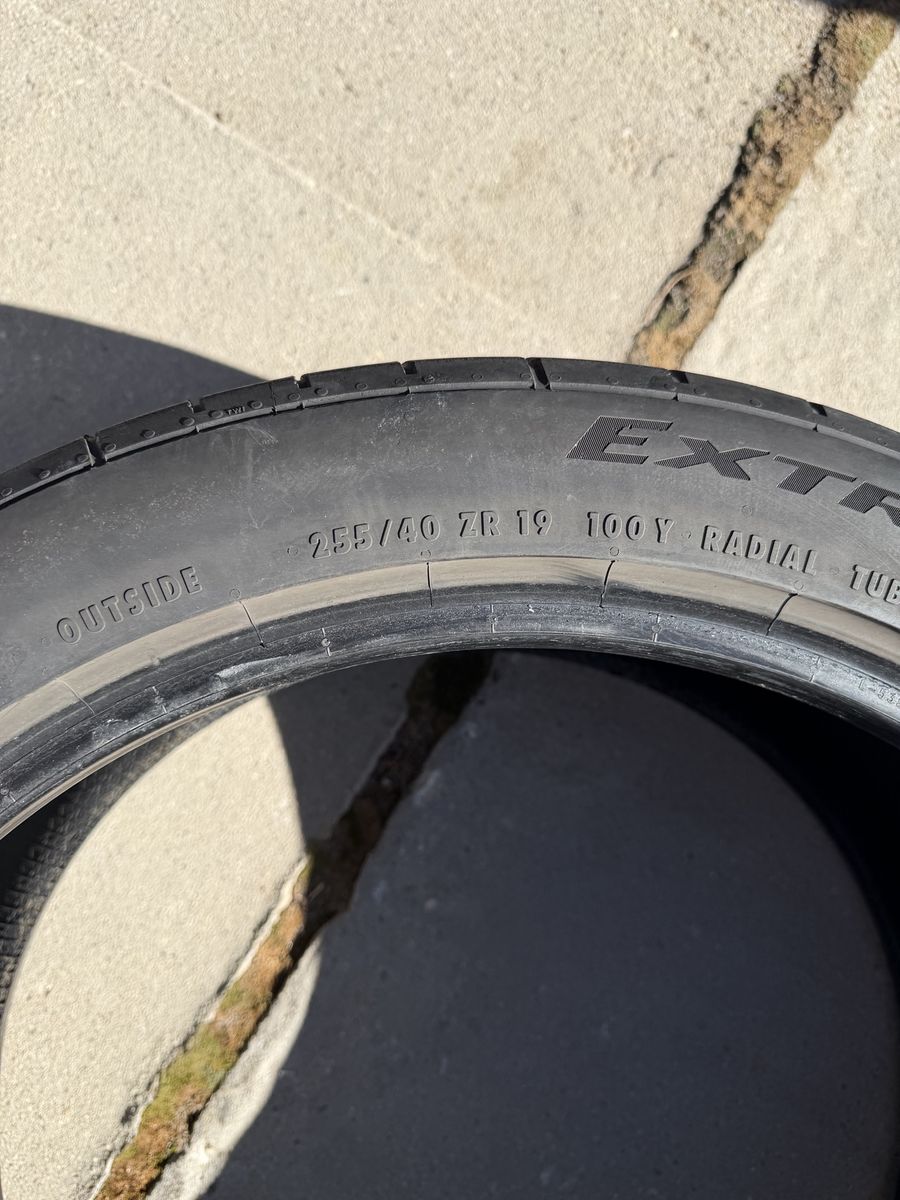 TWI
EXTR
OUTSIDE 255/40 ZR 19 100Y · RADIAL · TUB